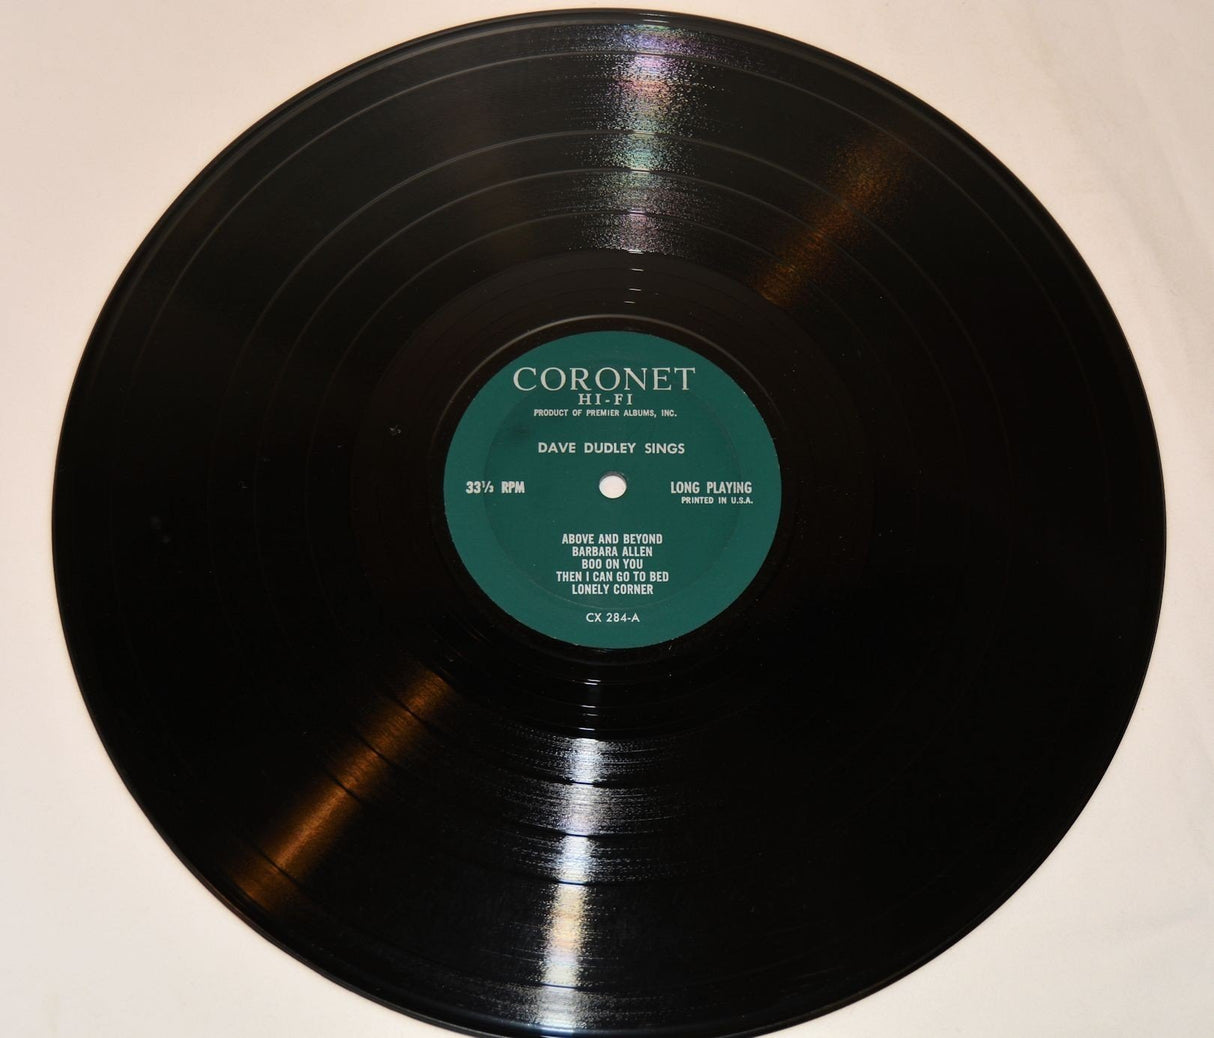 CORONET
HI-FI
PRODUCT OF PREMIER ALBUMS, INC.
DAVE DUDLEY SINGS
33⅓ RPM
LONG PLAYING
PRINTED IN U.S.A.
ABOVE AND BEYOND
BARBARA ALLEN
BOO ON YOU
THEN I CAN GO TO BED
LONELY CORNER
CX 284-A